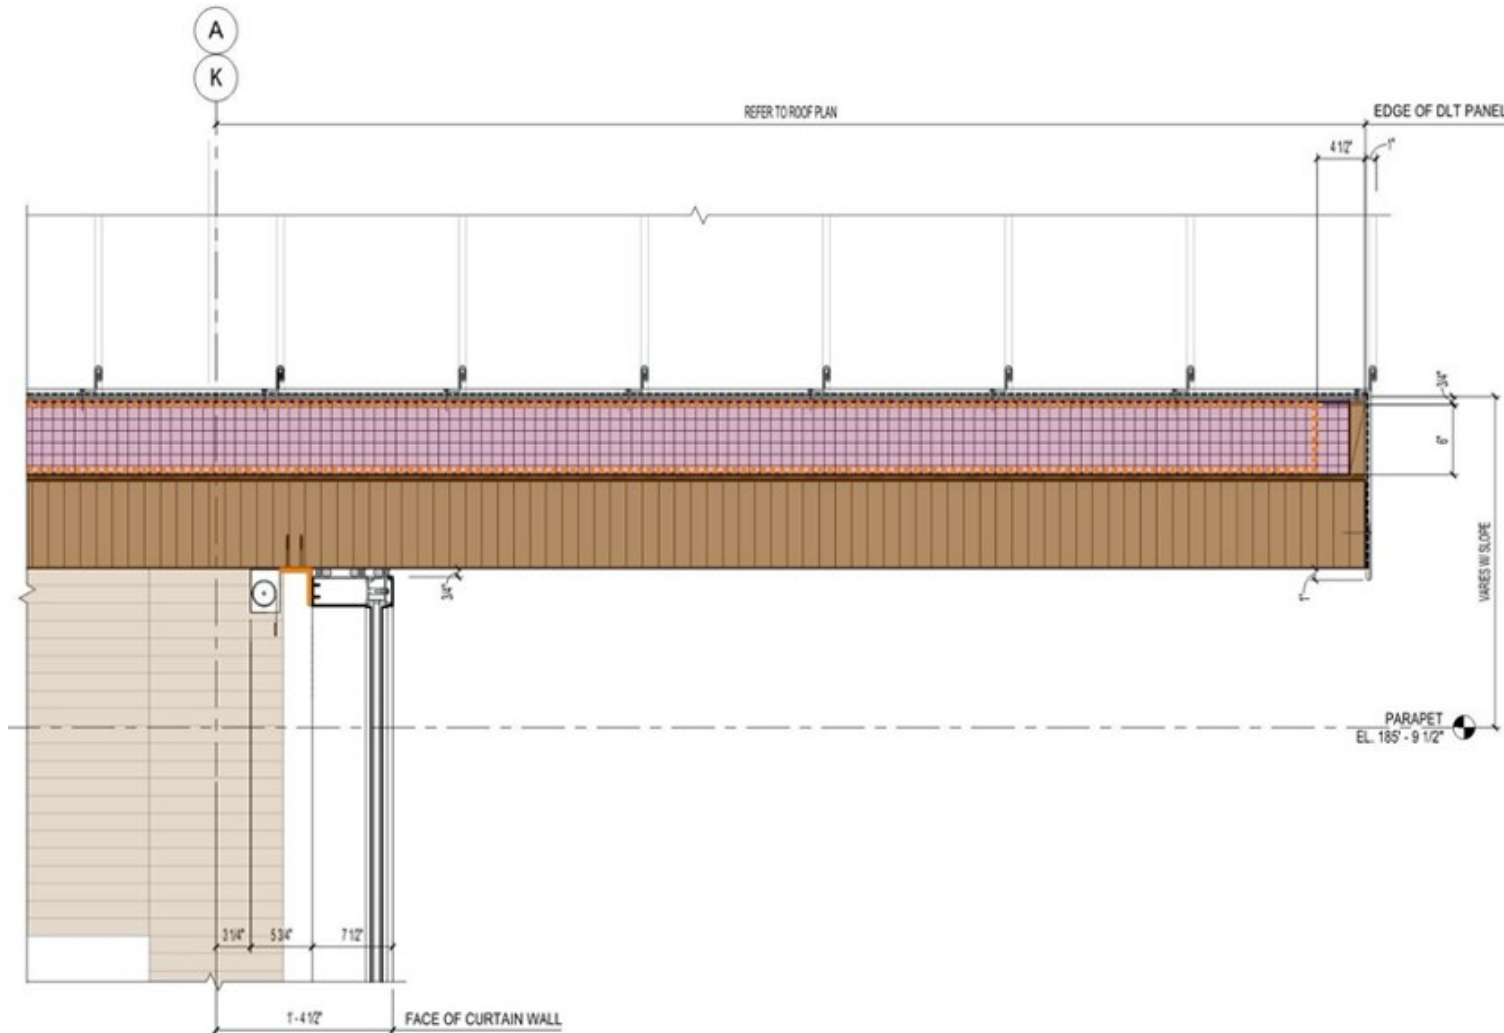 A
K
REFER TO ROOF PLAN
EDGE OF DLT PANEL
4 1/2"
1"
3/4"
6"
VARIES W/ SLOPE
3/4"
1"
PARAPET
EL. 185' - 9 1/2"
3 1/4"
5 3/4"
7 1/2"
1' - 4 1/2"
FACE OF CURTAIN WALL